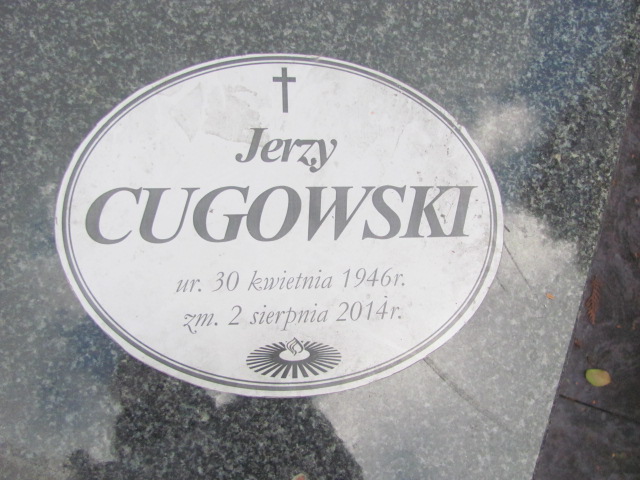 Jerzy
CUGOWSKI
ur. 30 kwietnia 1946r.
zm. 2 sierpnia 2014r.